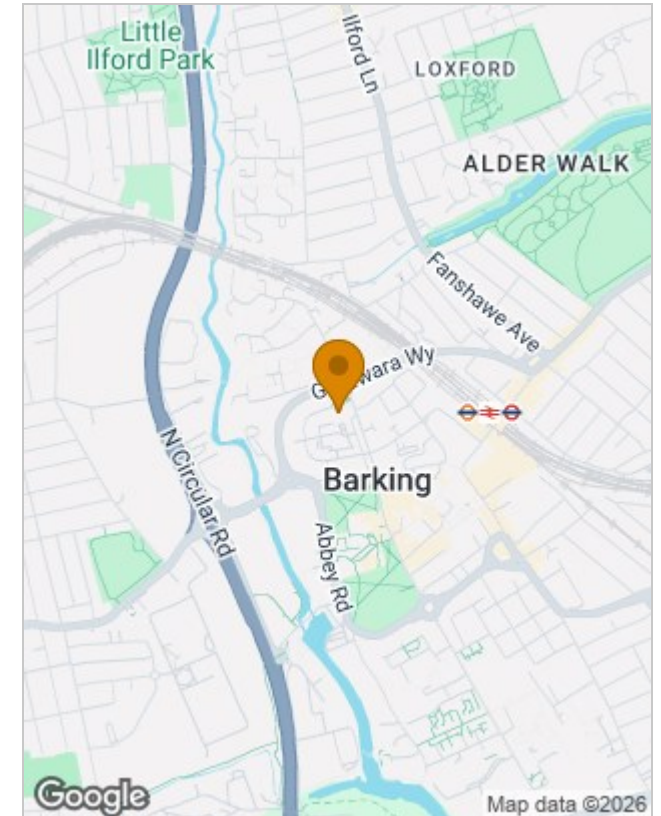 Little
Ilford Park
Ilford Ln
LOXFORD
ALDER WALK
Fanshawe Ave
Wy
N Circular Rd
Barking
Abbey Rd
Google
Map data ©2026